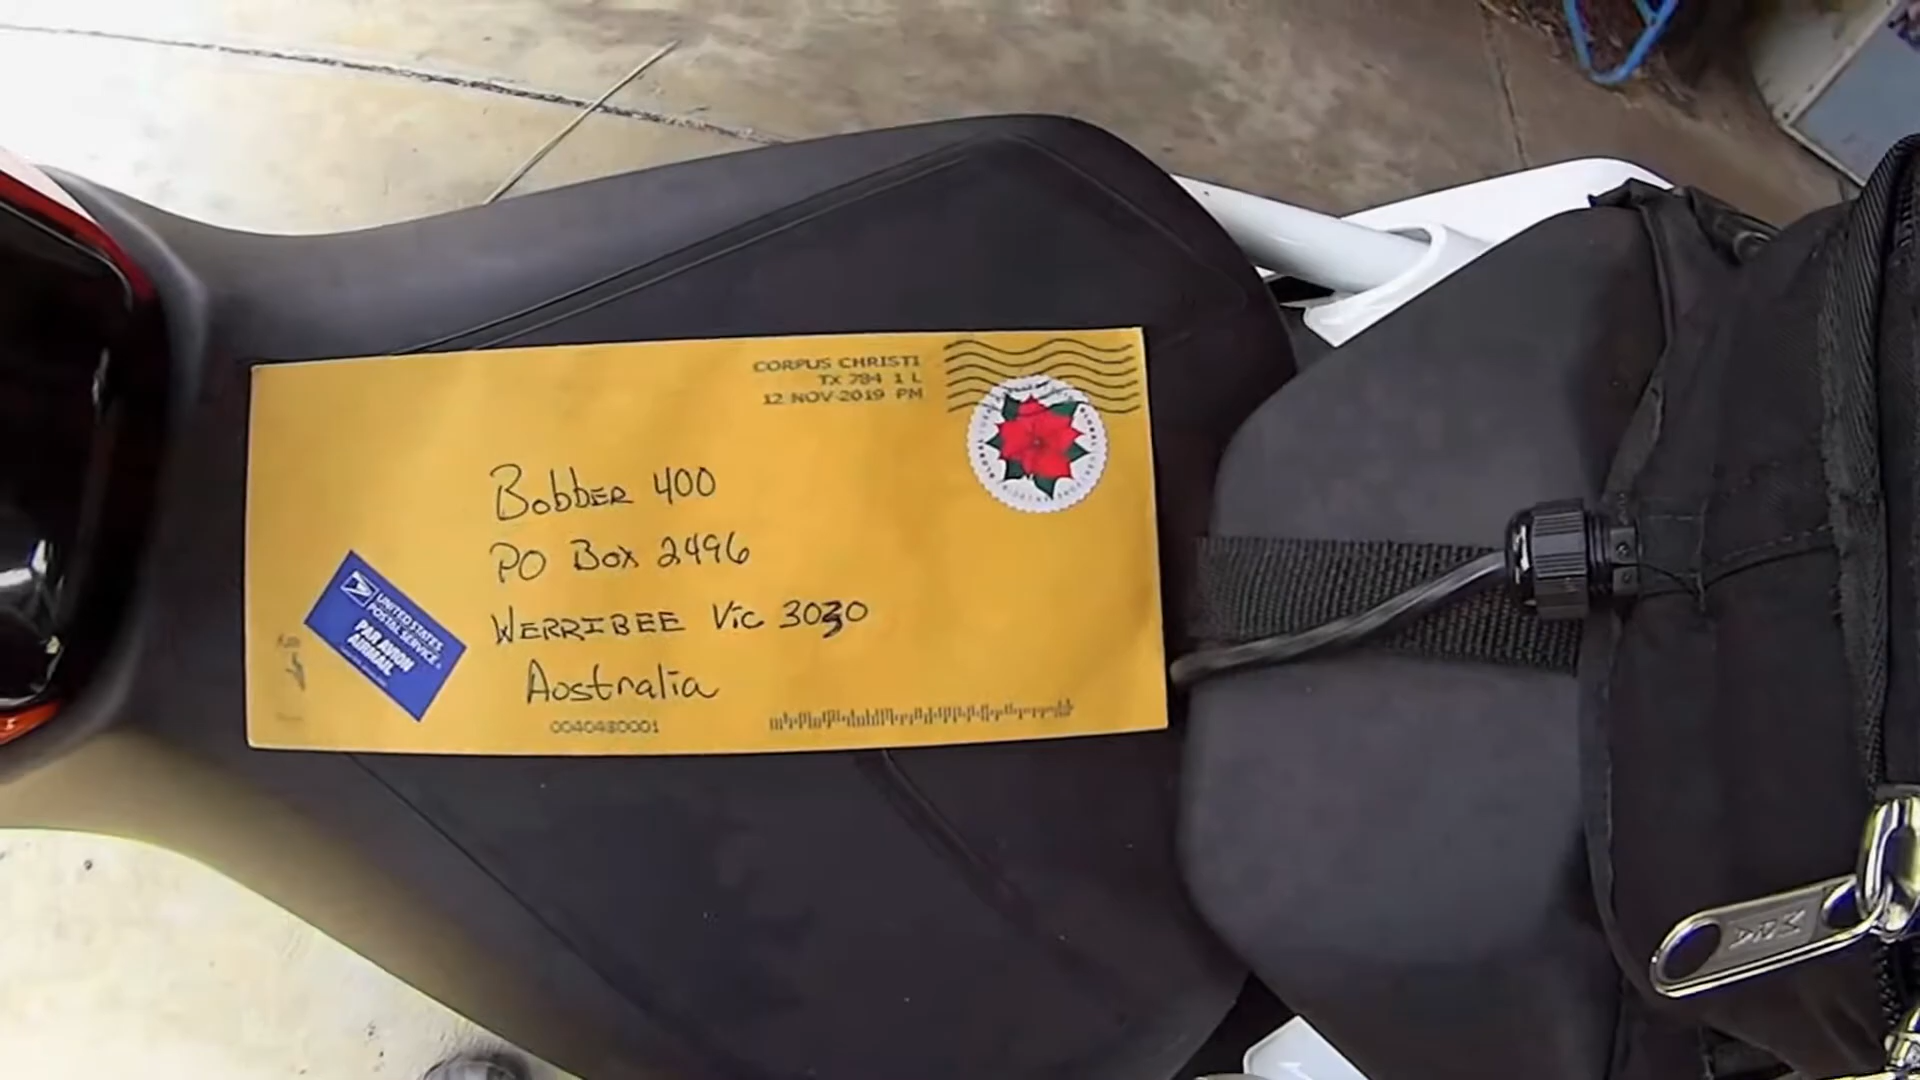 CORPUS CHRISTI
TX 784 1 L
12 NOV 2019 PM
GLOBAL
Bobber 400
PO Box 2496
WERRIBEE Vic 3030
Australia
UNITED STATES
POSTAL SERVICE
PAR AVION
AIRMAIL
0040480001